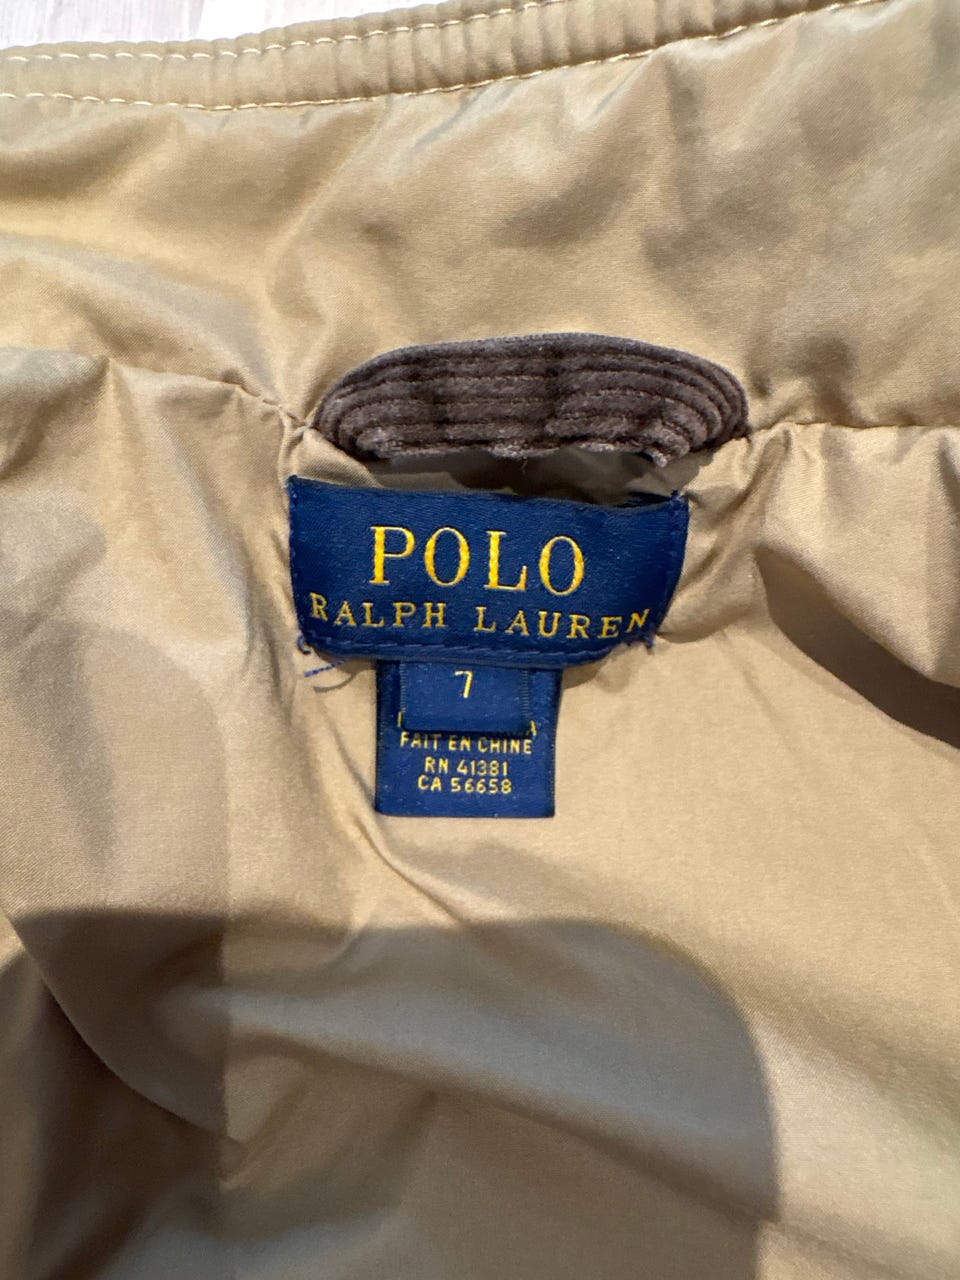 POLO
RALPH LAUREN
7
FAIT EN CHINE
RN 41381
CA 56658